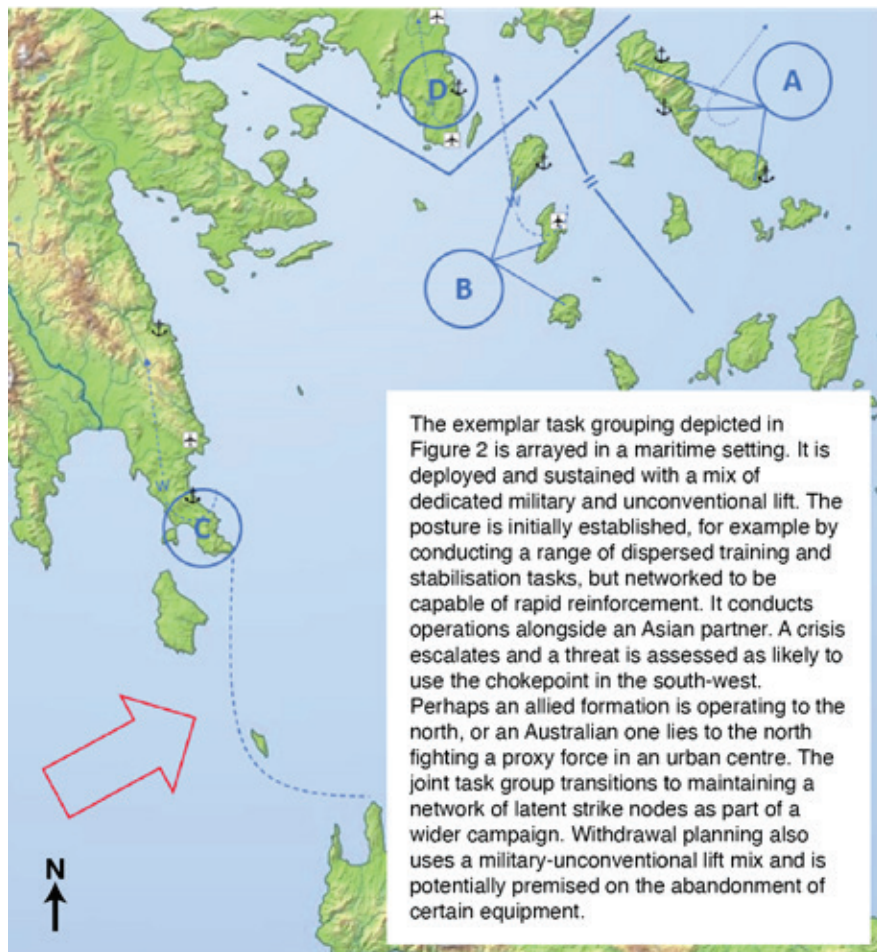 D
A
W
B
W
C
N
The exemplar task grouping depicted in
Figure 2 is arrayed in a maritime setting. It is
deployed and sustained with a mix of
dedicated military and unconventional lift. The
posture is initially established, for example by
conducting a range of dispersed training and
stabilisation tasks, but networked to be
capable of rapid reinforcement. It conducts
operations alongside an Asian partner. A crisis
escalates and a threat is assessed as likely to
use the chokepoint in the south-west.
Perhaps an allied formation is operating to the
north, or an Australian one lies to the north
fighting a proxy force in an urban centre. The
joint task group transitions to maintaining a
network of latent strike nodes as part of a
wider campaign. Withdrawal planning also
uses a military-unconventional lift mix and is
potentially premised on the abandonment of
certain equipment.